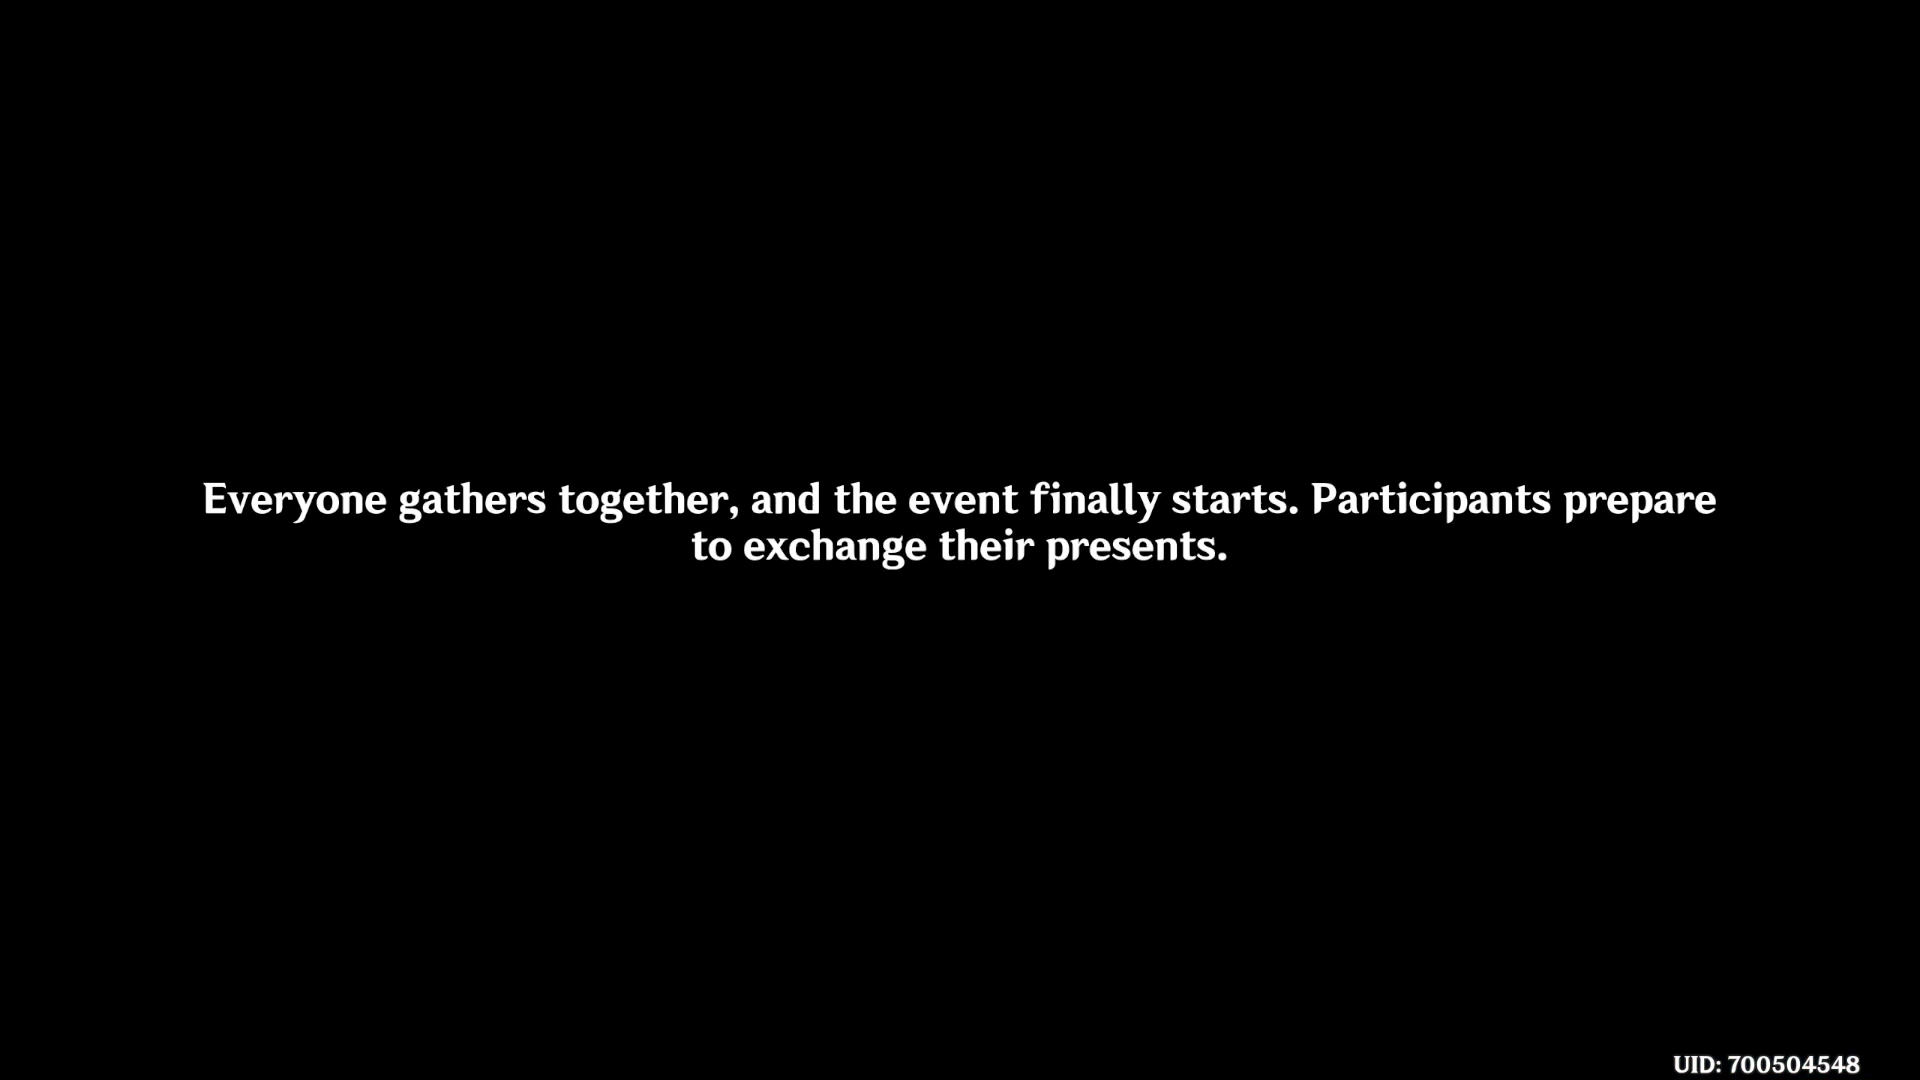 Everyone gathers together, and the event finally starts. Participants prepare
to exchange their presents.
UID: 700504548